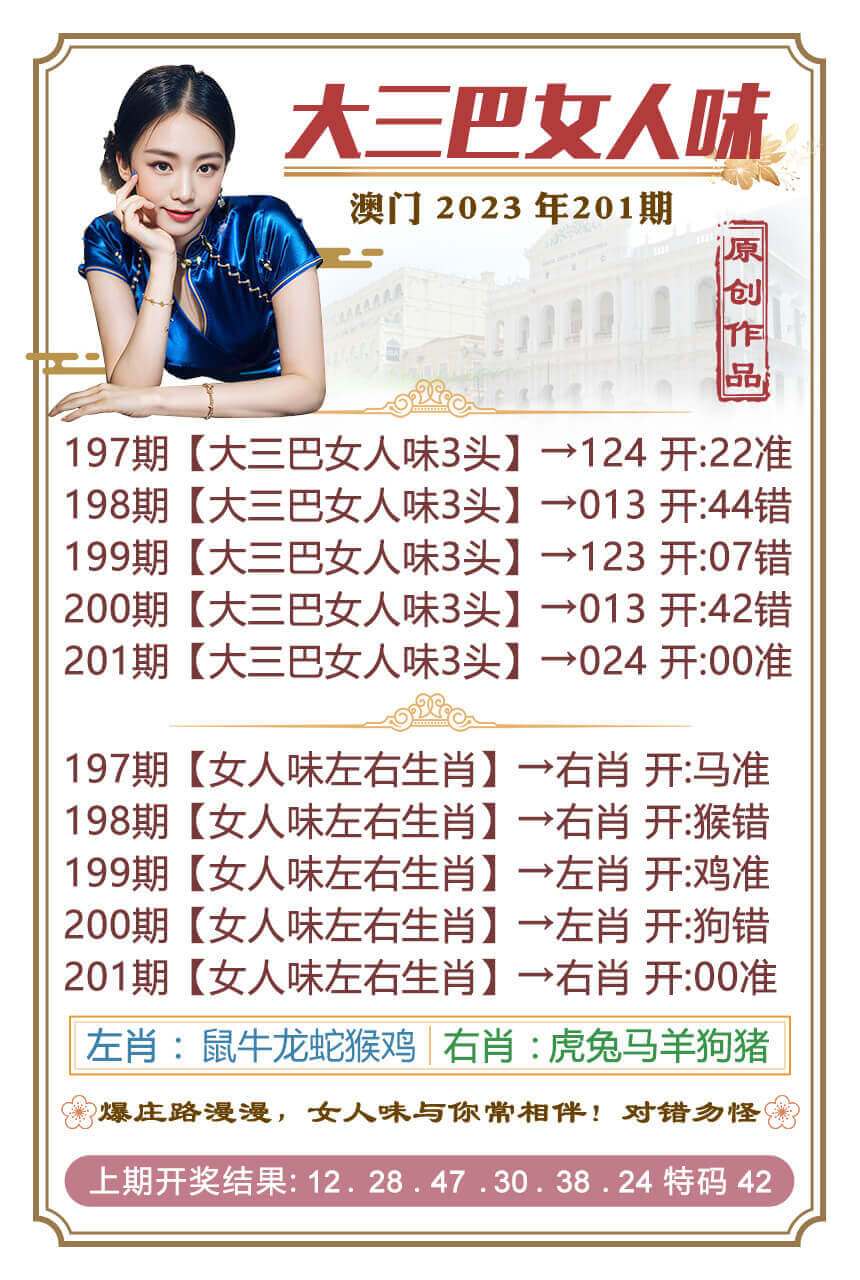 大三巴女人味
澳门 2023 年201期
原创作品
197期【大三巴女人味3头】→124 开:22准
198期【大三巴女人味3头】→013 开:44错
199期【大三巴女人味3头】→123 开:07错
200期【大三巴女人味3头】→013 开:42错
201期【大三巴女人味3头】→024 开:00准
197期【女人味左右生肖】→右肖 开:马准
198期【女人味左右生肖】→右肖 开:猴错
199期【女人味左右生肖】→左肖 开:鸡准
200期【女人味左右生肖】→左肖 开:狗错
201期【女人味左右生肖】→右肖 开:00准
左肖：鼠牛龙蛇猴鸡 右肖:虎兔马羊狗猪
爆庄路漫漫，女人味与你常相伴！对错勿怪
上期开奖结果: 12 . 28 . 47 . 30 . 38 . 24 特码 42